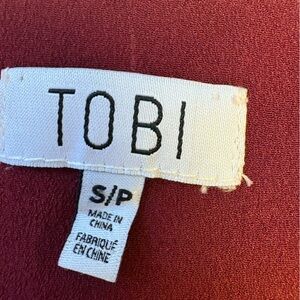 TOBI
S/P
MADE IN
CHINA
FABRIQUÉ
EN CHINE